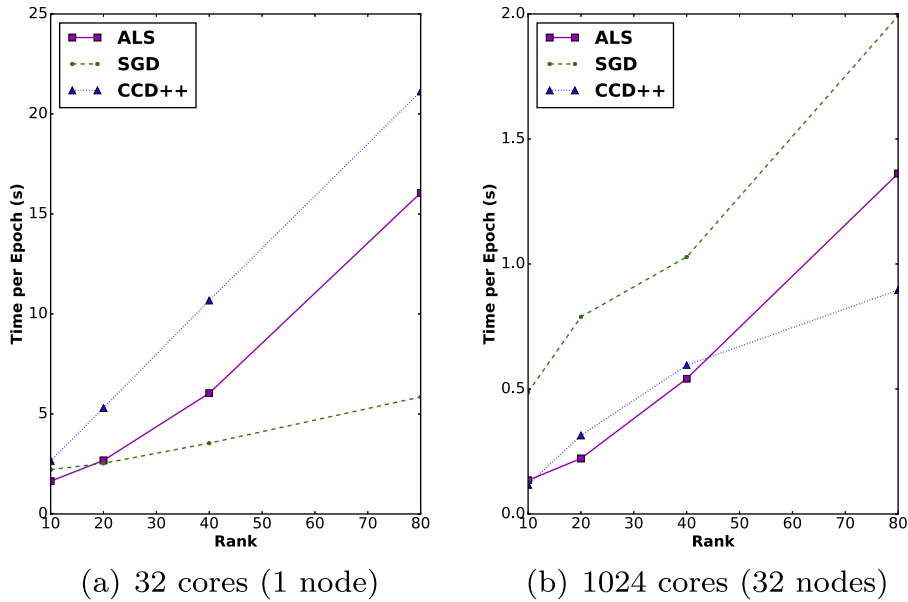 25
20
15
10
5
0
Time per Epoch (s)
ALS
SGD
CCD++
10 20 30 40 50 60 70 80
Rank
(a) 32 cores (1 node)
2.0
1.5
1.0
0.5
0.0
Time per Epoch (s)
ALS
SGD
CCD++
10 20 30 40 50 60 70 80
Rank
(b) 1024 cores (32 nodes)